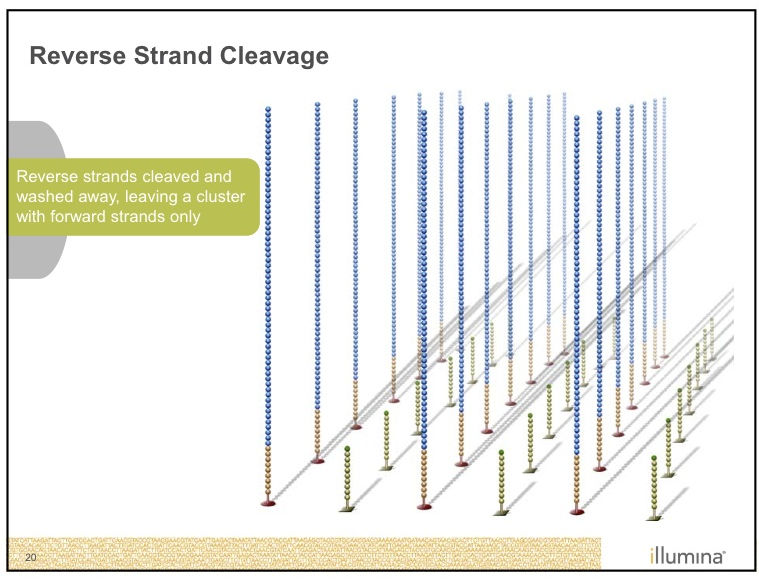 Reverse Strand Cleavage
Reverse strands cleaved and
washed away, leaving a cluster
with forward strands only
20
illumina®